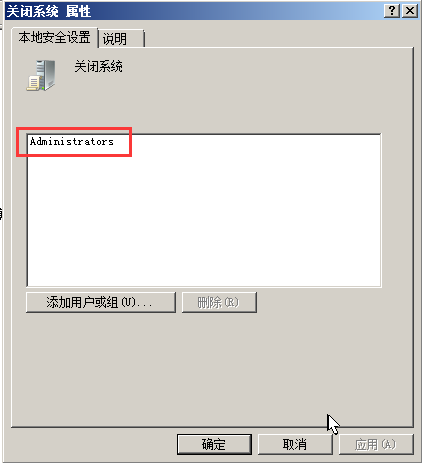 关闭系统 属性
本地安全设置 说明
关闭系统
Administrators
添加用户或组(U)... 删除(R)
确定 取消 应用(A)